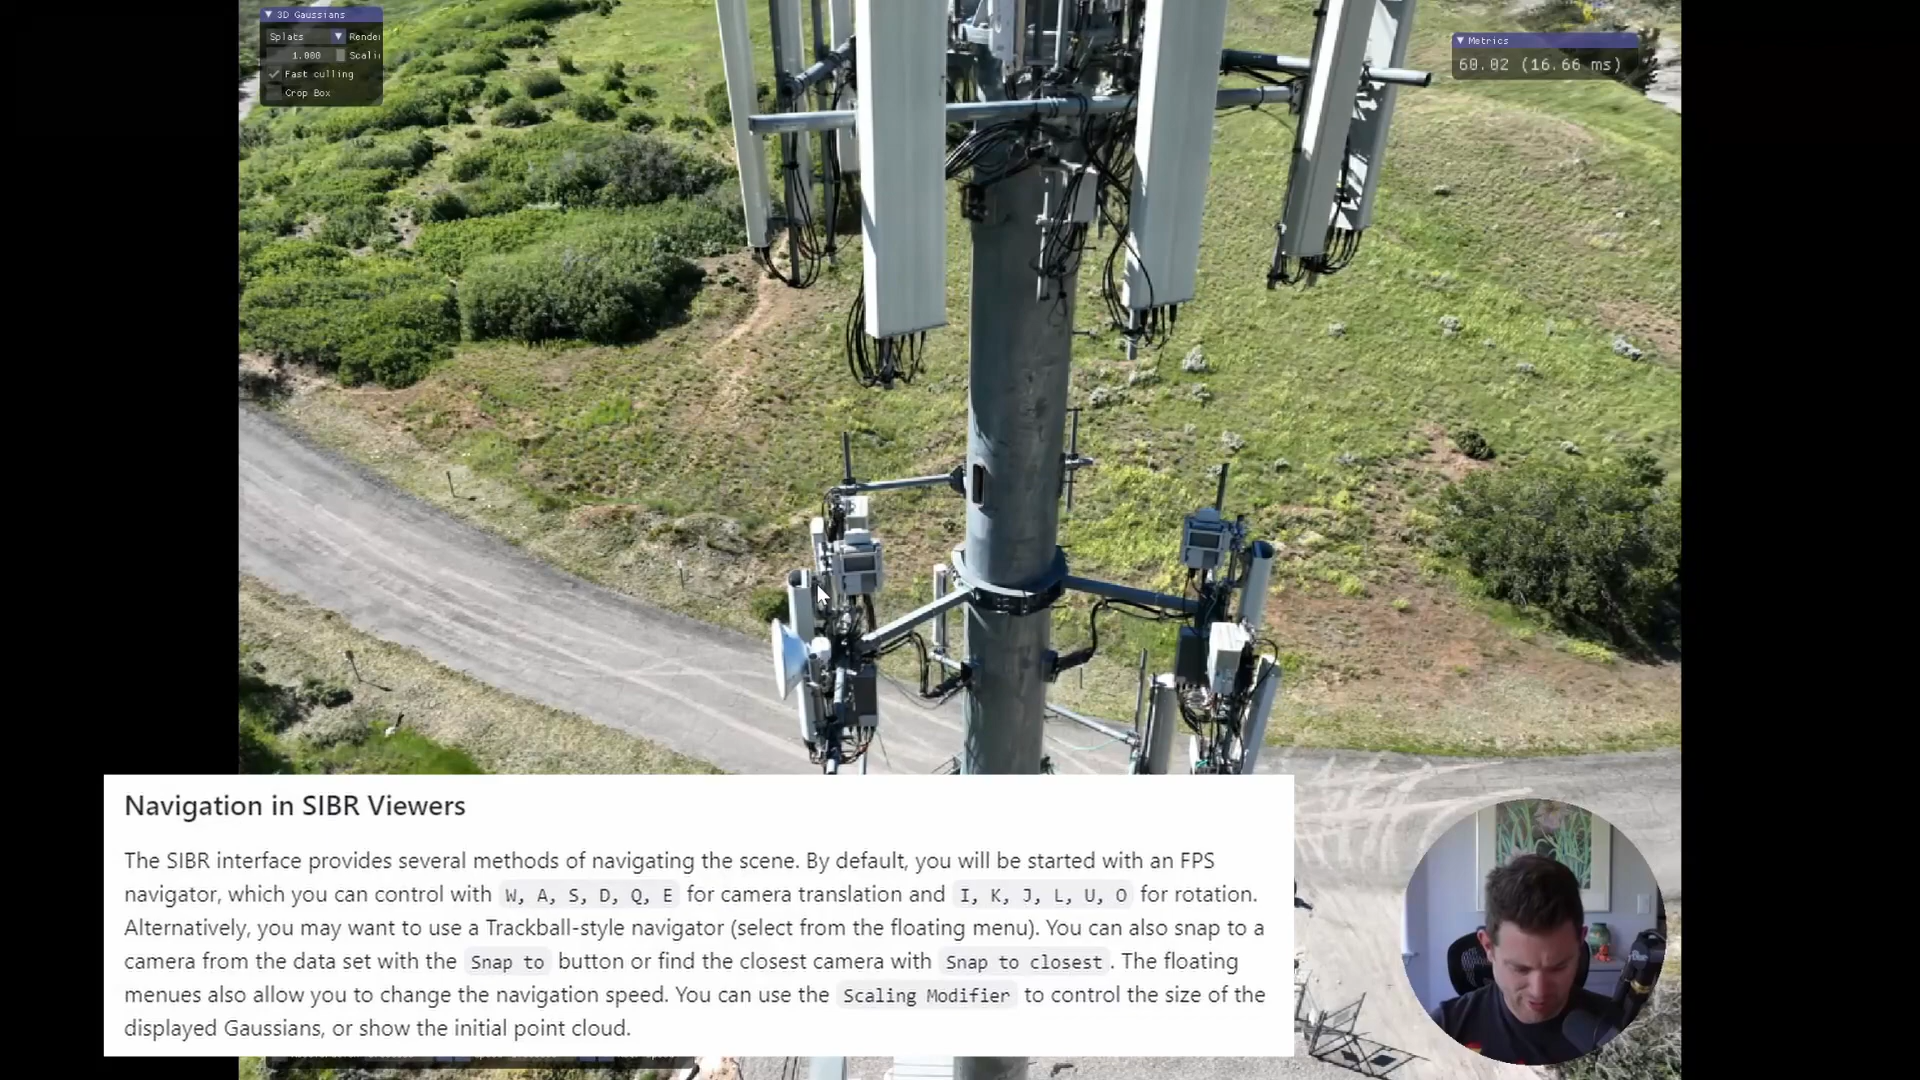 3D Gaussians
Splats
Render
1.000
Scali
Fast culling
Crop Box
Metrics
60.02 (16.66 ms)
Navigation in SIBR Viewers
The SIBR interface provides several methods of navigating the scene. By default, you will be started with an FPS
navigator, which you can control with W, A, S, D, Q, E for camera translation and I, K, J, L, U, O for rotation.
Alternatively, you may want to use a Trackball-style navigator (select from the floating menu). You can also snap to a
camera from the data set with the Snap to button or find the closest camera with Snap to closest. The floating
menues also allow you to change the navigation speed. You can use the Scaling Modifier to control the size of the
displayed Gaussians, or show the initial point cloud.